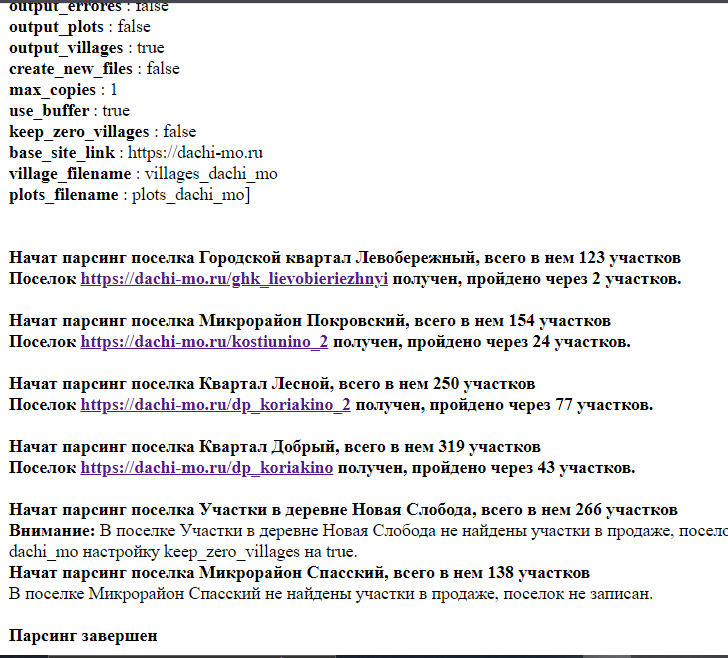 output_errores : false
output_plots : false
output_villages : true
create_new_files : false
max_copies : 1
use_buffer : true
keep_zero_villages : false
base_site_link : https://dachi-mo.ru
village_filename : villages_dachi_mo
plots_filename : plots_dachi_mo]
Начат парсинг поселка Городской квартал Левобережный, всего в нем 123 участков
Поселок https://dachi-mo.ru/ghk_lievobieriezhnyi получен, пройдено через 2 участков.
Начат парсинг поселка Микрорайон Покровский, всего в нем 154 участков
Поселок https://dachi-mo.ru/kostiunino_2 получен, пройдено через 24 участков.
Начат парсинг поселка Квартал Лесной, всего в нем 250 участков
Поселок https://dachi-mo.ru/dp_koriakino_2 получен, пройдено через 77 участков.
Начат парсинг поселка Квартал Добрый, всего в нем 319 участков
Поселок https://dachi-mo.ru/dp_koriakino получен, пройдено через 43 участков.
Начат парсинг поселка Участки в деревне Новая Слобода, всего в нем 266 участков
Внимание: В поселке Участки в деревне Новая Слобода не найдены участки в продаже, посело
dachi_mo настройку keep_zero_villages на true.
Начат парсинг поселка Микрорайон Спасский, всего в нем 138 участков
В поселке Микрорайон Спасский не найдены участки в продаже, поселок не записан.
Парсинг завершен